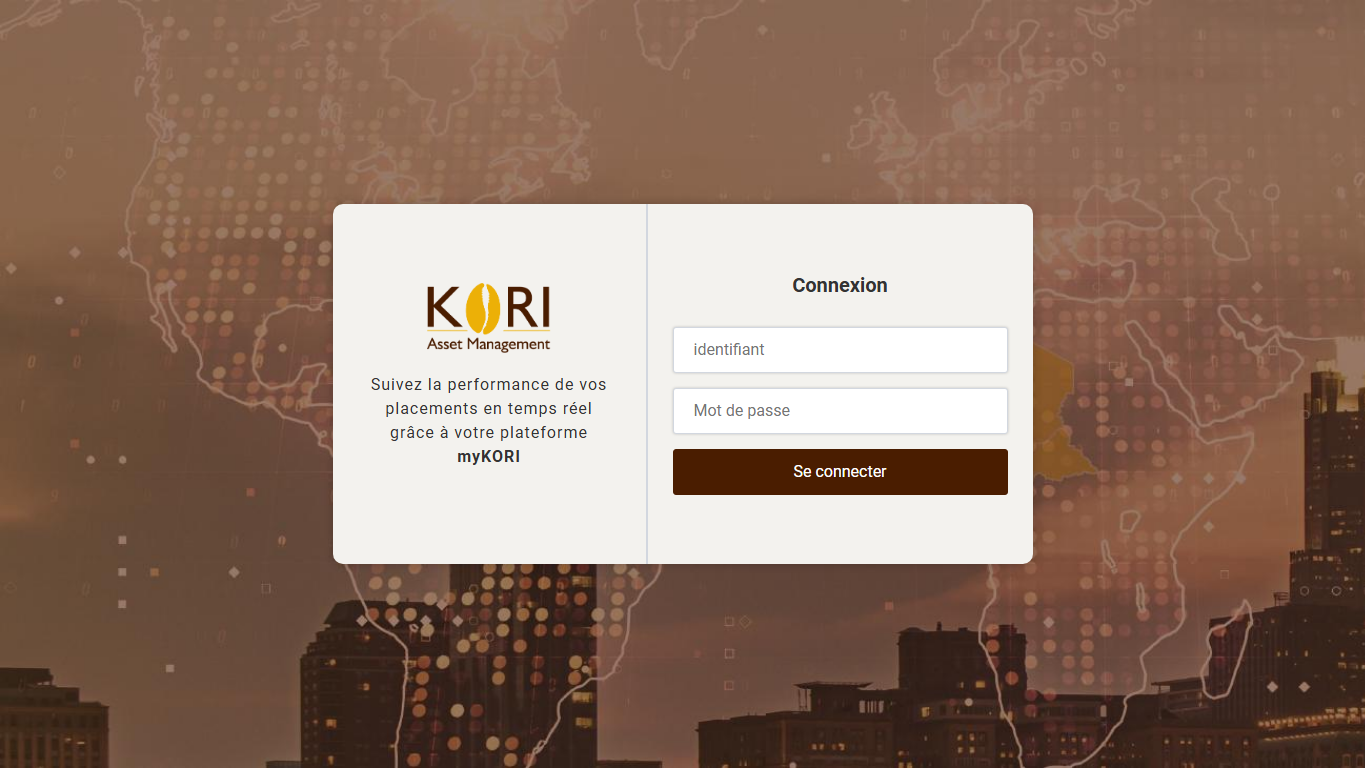 KORI
Asset Management
Suivez la performance de vos
placements en temps réel
grâce à votre plateforme
myKORI
Connexion
identifiant
Mot de passe
Se connecter